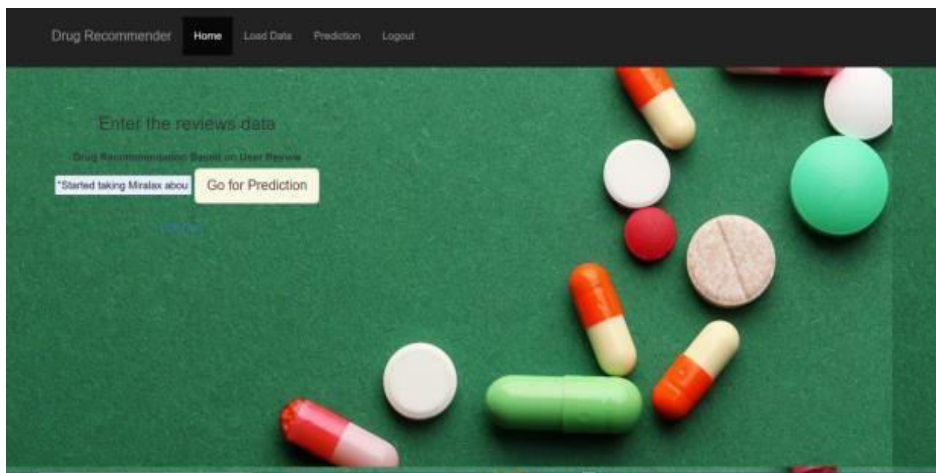 Drug Recommender Home Load Data Prediction Logout
Enter the reviews data
Drug Recommendation Based on User Review
"Started taking Miralax abou Go for Prediction